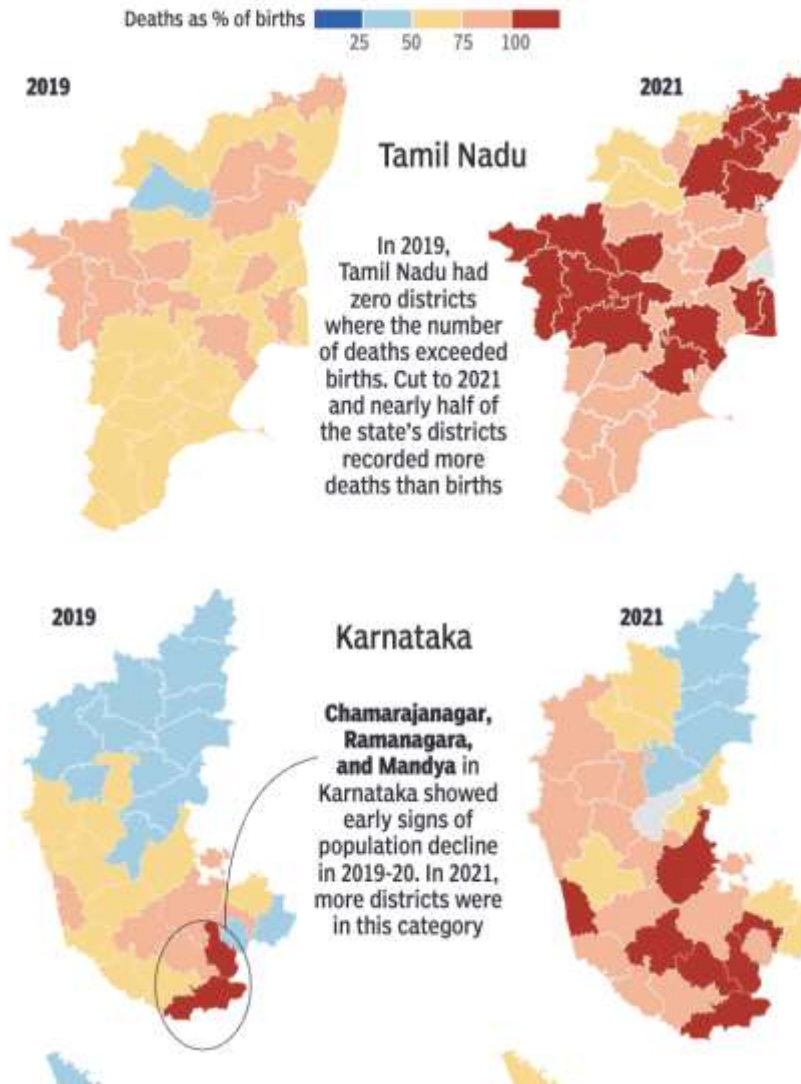 Deaths as % of births
25 50 75 100
2019
2021
Tamil Nadu
In 2019,
Tamil Nadu had
zero districts
where the number
of deaths exceeded
births. Cut to 2021
and nearly half of
the state's districts
recorded more
deaths than births
2019
2021
Karnataka
Chamarajanagar,
Ramanagara,
and Mandya in
Karnataka showed
early signs of
population decline
in 2019-20. In 2021,
more districts were
in this category